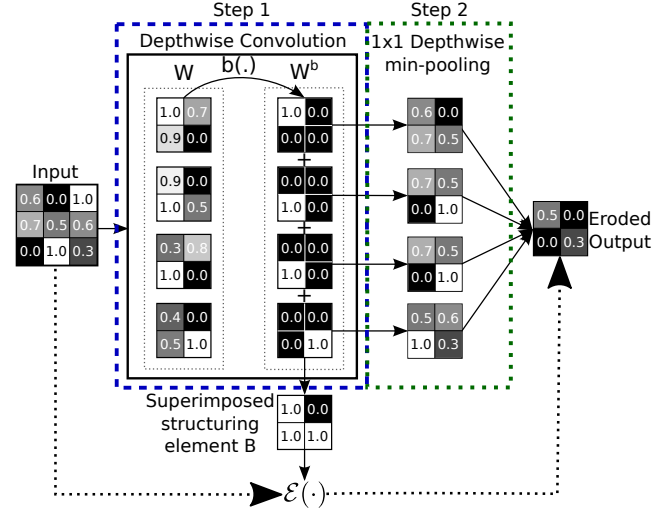 Step 1
Step 2
Depthwise Convolution
1x1 Depthwise
min-pooling
W
b(.)
W^b
Input
0.6 0.0 1.0
0.7 0.5 0.6
0.0 1.0 0.3
1.0 0.7
0.9 0.0
0.9 0.0
1.0 0.5
0.3 0.8
1.0 0.0
0.4 0.0
0.5 1.0
1.0 0.0
0.0 0.0
+
0.0 0.0
1.0 0.0
+
0.0 0.0
1.0 0.0
+
0.0 0.0
0.0 1.0
0.6 0.0
0.7 0.5
0.7 0.5
0.0 1.0
0.7 0.5
0.0 1.0
0.5 0.6
1.0 0.3
0.5 0.0
0.0 0.3
Eroded
Output
Superimposed
structuring
element B
1.0 0.0
1.0 1.0
ℰ(·)